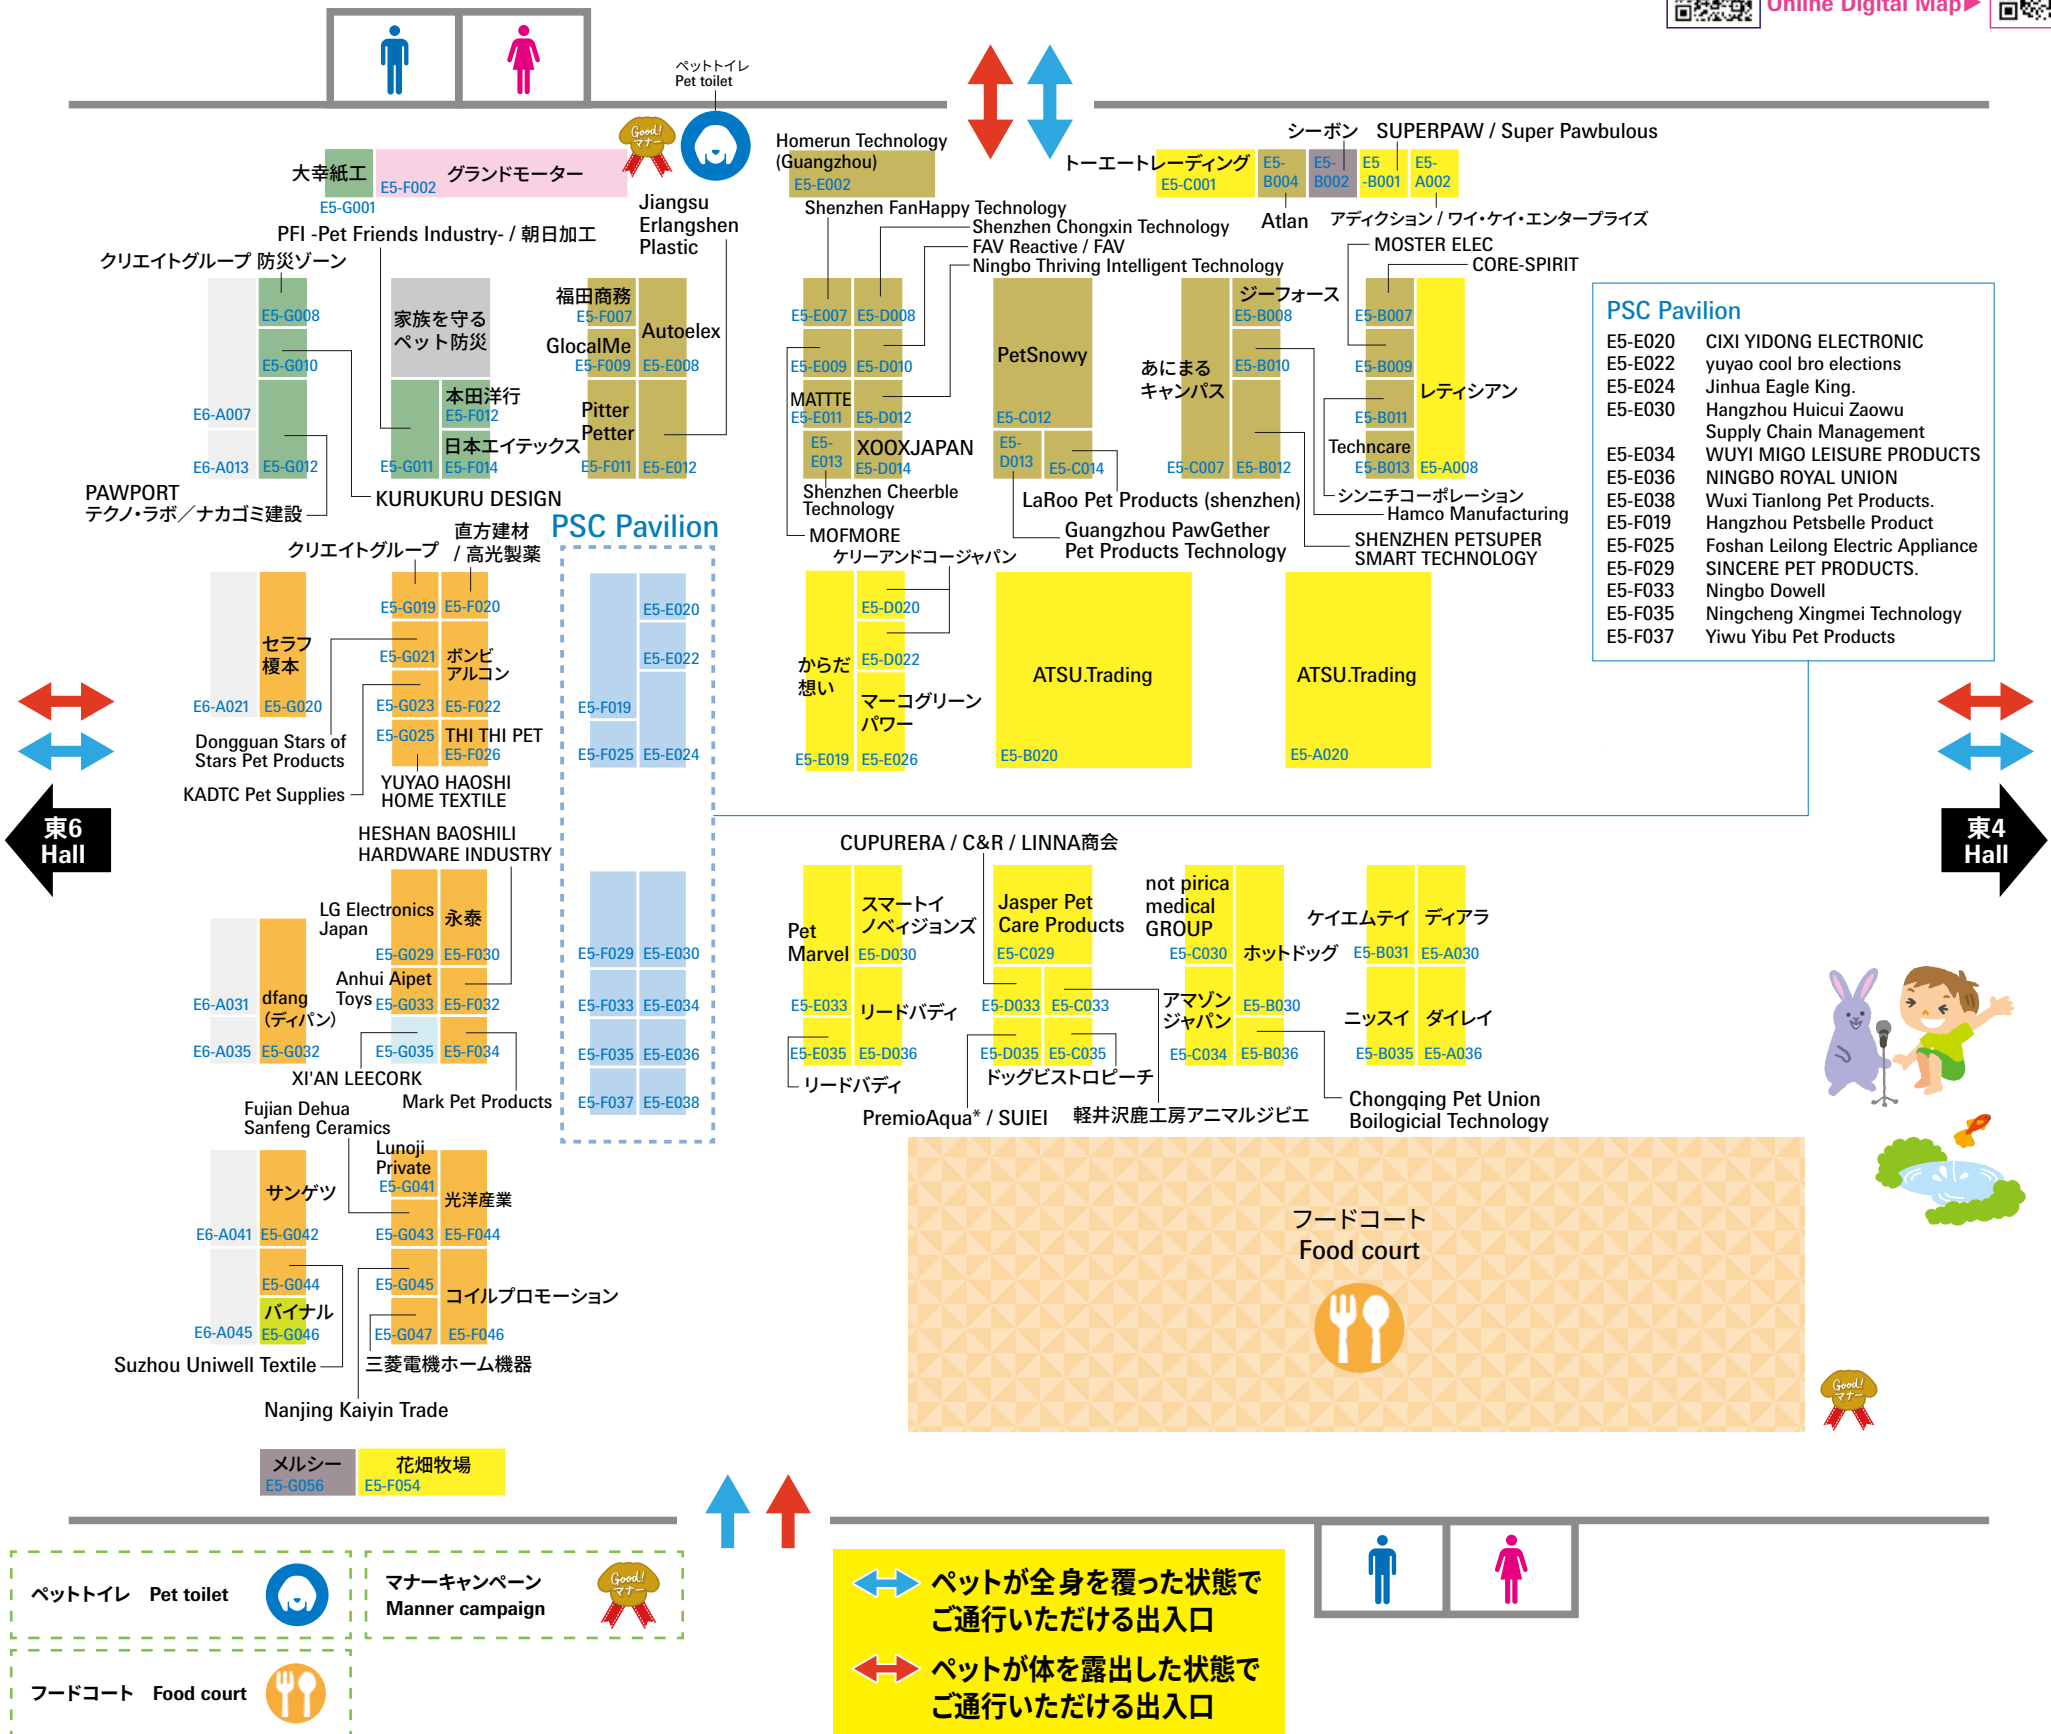 Online Digital Map▶
ペットトイレ
Pet toilet
Good!
マナー
大幸紙工
E5-G001
E5-F002
グランドモーター
Homerun Technology
(Guangzhou)
E5-E002
トーエートレーディング
E5-C001
E5-
B004
Atlan
シーボン
E5-
B002
SUPERPAW / Super Pawbulous
E5
-B001
E5-
A002
アディクション / ワイ・ケイ・エンタープライズ
クリエイトグループ 防災ゾーン
E5-G008
E5-G010
E6-A007
E6-A013
E5-G012
PAWPORT
テクノ・ラボ／ナカゴミ建設
KURUKURU DESIGN
PFI -Pet Friends Industry- / 朝日加工
家族を守る
ペット防災
本田洋行
E5-F012
日本エイテックス
E5-G011
E5-F014
Jiangsu
Erlangshen
Plastic
福田商務
E5-F007
Autoelex
GlocalMe
E5-F009
E5-E008
Pitter
Petter
E5-F011
E5-E012
Shenzhen FanHappy Technology
Shenzhen Chongxin Technology
FAV Reactive / FAV
Ningbo Thriving Intelligent Technology
E5-E007
E5-D008
E5-E009
E5-D010
MATTTE
E5-E011
E5-D012
E5-
E013
XOOXJAPAN
E5-D014
Shenzhen Cheerble
Technology
MOFMORE
PetSnowy
E5-C012
E5-
D013
E5-C014
LaRoo Pet Products (shenzhen)
Guangzhou PawGether
Pet Products Technology
ジーフォース
E5-B008
あにまる
キャンパス
E5-B010
E5-C007
E5-B012
MOSTER ELEC
CORE-SPIRIT
E5-B007
E5-B009
E5-B011
レティシアン
Techncare
E5-B013
E5-A008
シンニチコーポレーション
Hamco Manufacturing
SHENZHEN PETSUPER
SMART TECHNOLOGY
PSC Pavilion
E5-E020 CIXI YIDONG ELECTRONIC
E5-E022 yuyao cool bro elections
E5-E024 Jinhua Eagle King.
E5-E030 Hangzhou Huicui Zaowu
Supply Chain Management
E5-E034 WUYI MIGO LEISURE PRODUCTS
E5-E036 NINGBO ROYAL UNION
E5-E038 Wuxi Tianlong Pet Products.
E5-F019 Hangzhou Petsbelle Product
E5-F025 Foshan Leilong Electric Appliance
E5-F029 SINCERE PET PRODUCTS.
E5-F033 Ningbo Dowell
E5-F035 Ningcheng Xingmei Technology
E5-F037 Yiwu Yibu Pet Products
クリエイトグループ
直方建材
/ 高光製薬
E5-G019
E5-F020
セラフ
榎本
E6-A021
E5-G020
E5-G021
ボンビ
アルコン
E5-G023
E5-F022
E5-G025
THI THI PET
E5-F026
Dongguan Stars of
Stars Pet Products
KADTC Pet Supplies
YUYAO HAOSHI
HOME TEXTILE
PSC Pavilion
E5-E020
E5-E022
E5-F019
E5-F025
E5-E024
ケリーアンドコージャパン
E5-D020
からだ
想い
E5-D022
マーコグリーン
パワー
E5-E019
E5-E026
ATSU.Trading
E5-B020
ATSU.Trading
E5-A020
東6
Hall
東4
Hall
HESHAN BAOSHILI
HARDWARE INDUSTRY
LG Electronics
Japan
永泰
E5-G029
E5-F030
Anhui Aipet
Toys
E5-G033
E5-F032
E6-A031
dfang
（ディパン）
E6-A035
E5-G032
E5-G035
E5-F034
XI'AN LEECORK
Mark Pet Products
E5-F029
E5-E030
E5-F033
E5-E034
E5-F035
E5-E036
E5-F037
E5-E038
CUPURERA / C&R / LINNA商会
Pet
Marvel
スマートイ
ノベィジョンズ
E5-D030
E5-E033
リードバディ
E5-E035
E5-D036
リードバディ
Jasper Pet
Care Products
E5-C029
E5-D033
E5-C033
E5-D035
E5-C035
ドッグビストロピーチ
PremioAqua* / SUIEI
軽井沢鹿工房アニマルジビエ
not pirica
medical
GROUP
E5-C030
ホットドッグ
アマゾン
ジャパン
E5-B030
E5-C034
E5-B036
Chongqing Pet Union
Boilogicial Technology
ケイエムテイ
E5-B031
ディアラ
E5-A030
ニッスイ
E5-B035
ダイレイ
E5-A036
Fujian Dehua
Sanfeng Ceramics
Lunoji
Private
E5-G041
サンゲツ
E6-A041
E5-G042
光洋産業
E5-G043
E5-F044
E5-G044
E5-G045
コイルプロモーション
バイナル
E6-A045
E5-G046
E5-G047
E5-F046
Suzhou Uniwell Textile
三菱電機ホーム機器
Nanjing Kaiyin Trade
フードコート
Food court
Good!
マナー
メルシー
E5-G056
花畑牧場
E5-F054
ペットトイレ Pet toilet
マナーキャンペーン
Manner campaign
Good!
マナー
フードコート Food court
ペットが全身を覆った状態で
ご通行いただける出入口
ペットが体を露出した状態で
ご通行いただける出入口